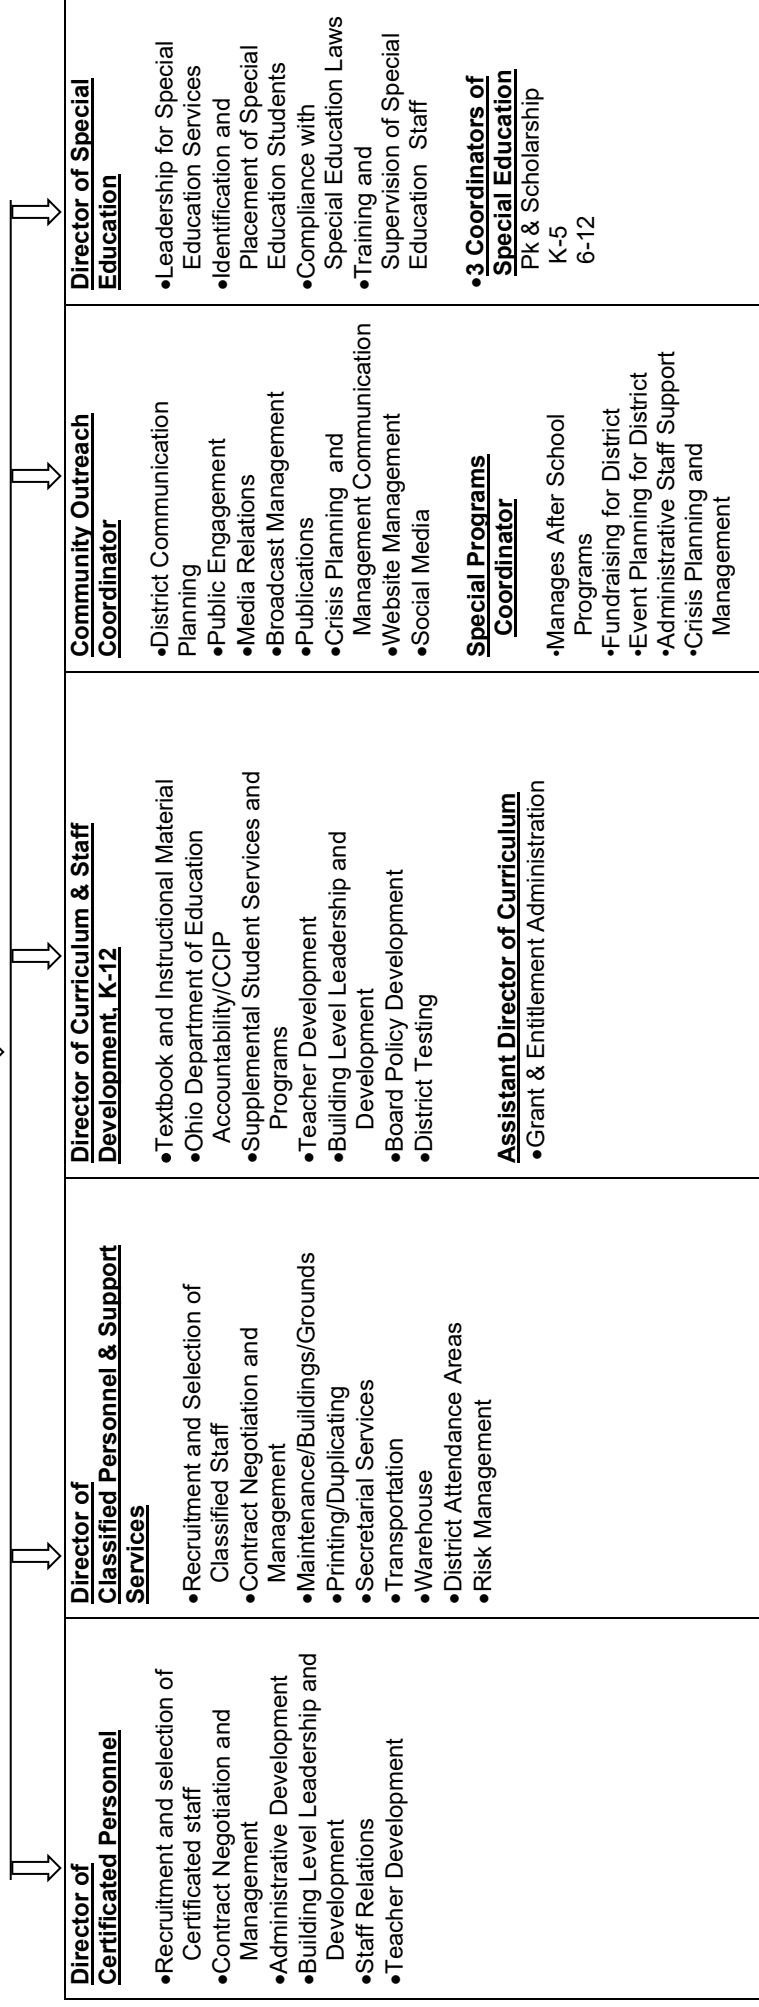 Director of
Certificated Personnel
•Recruitment and selection of
Certificated staff
•Contract Negotiation and
Management
•Administrative Development
•Building Level Leadership and
Development
•Staff Relations
•Teacher Development
Director of
Classified Personnel & Support
Services
•Recruitment and Selection of
Classified Staff
•Contract Negotiation and
Management
•Maintenance/Buildings/Grounds
•Printing/Duplicating
•Secretarial Services
•Transportation
•Warehouse
•District Attendance Areas
•Risk Management
Director of Curriculum & Staff
Development, K-12
•Textbook and Instructional Material
•Ohio Department of Education
Accountability/CCIP
•Supplemental Student Services and
Programs
•Teacher Development
•Building Level Leadership and
Development
•Board Policy Development
•District Testing
Assistant Director of Curriculum
•Grant & Entitlement Administration
Community Outreach
Coordinator
•District Communication
Planning
•Public Engagement
•Media Relations
•Broadcast Management
•Publications
•Crisis Planning and
Management Communication
•Website Management
•Social Media
Special Programs
Coordinator
•Manages After School
Programs
•Fundraising for District
•Event Planning for District
•Administrative Staff Support
•Crisis Planning and
Management
Director of Special
Education
•Leadership for Special
Education Services
•Identification and
Placement of Special
Education Students
•Compliance with
Special Education Laws
•Training and
Supervision of Special
Education Staff
•3 Coordinators of
Special Education
Pk & Scholarship
K-5
6-12